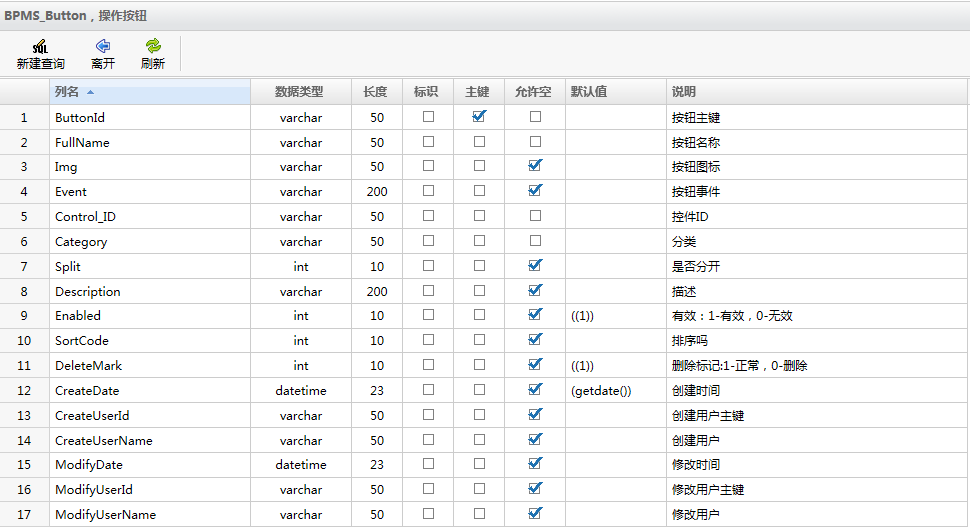 BPMS_Button，操作按钮
SQL
新建查询 离开 刷新
列名 数据类型 长度 标识 主键 允许空 默认值 说明
1 ButtonId varchar 50 按钮主键
2 FullName varchar 50 按钮名称
3 Img varchar 50 按钮图标
4 Event varchar 200 按钮事件
5 Control_ID varchar 50 控件ID
6 Category varchar 50 分类
7 Split int 10 是否分开
8 Description varchar 200 描述
9 Enabled int 10 ((1)) 有效：1-有效，0-无效
10 SortCode int 10 排序吗
11 DeleteMark int 10 ((1)) 删除标记:1-正常，0-删除
12 CreateDate datetime 23 (getdate()) 创建时间
13 CreateUserId varchar 50 创建用户主键
14 CreateUserName varchar 50 创建用户
15 ModifyDate datetime 23 修改时间
16 ModifyUserId varchar 50 修改用户主键
17 ModifyUserName varchar 50 修改用户